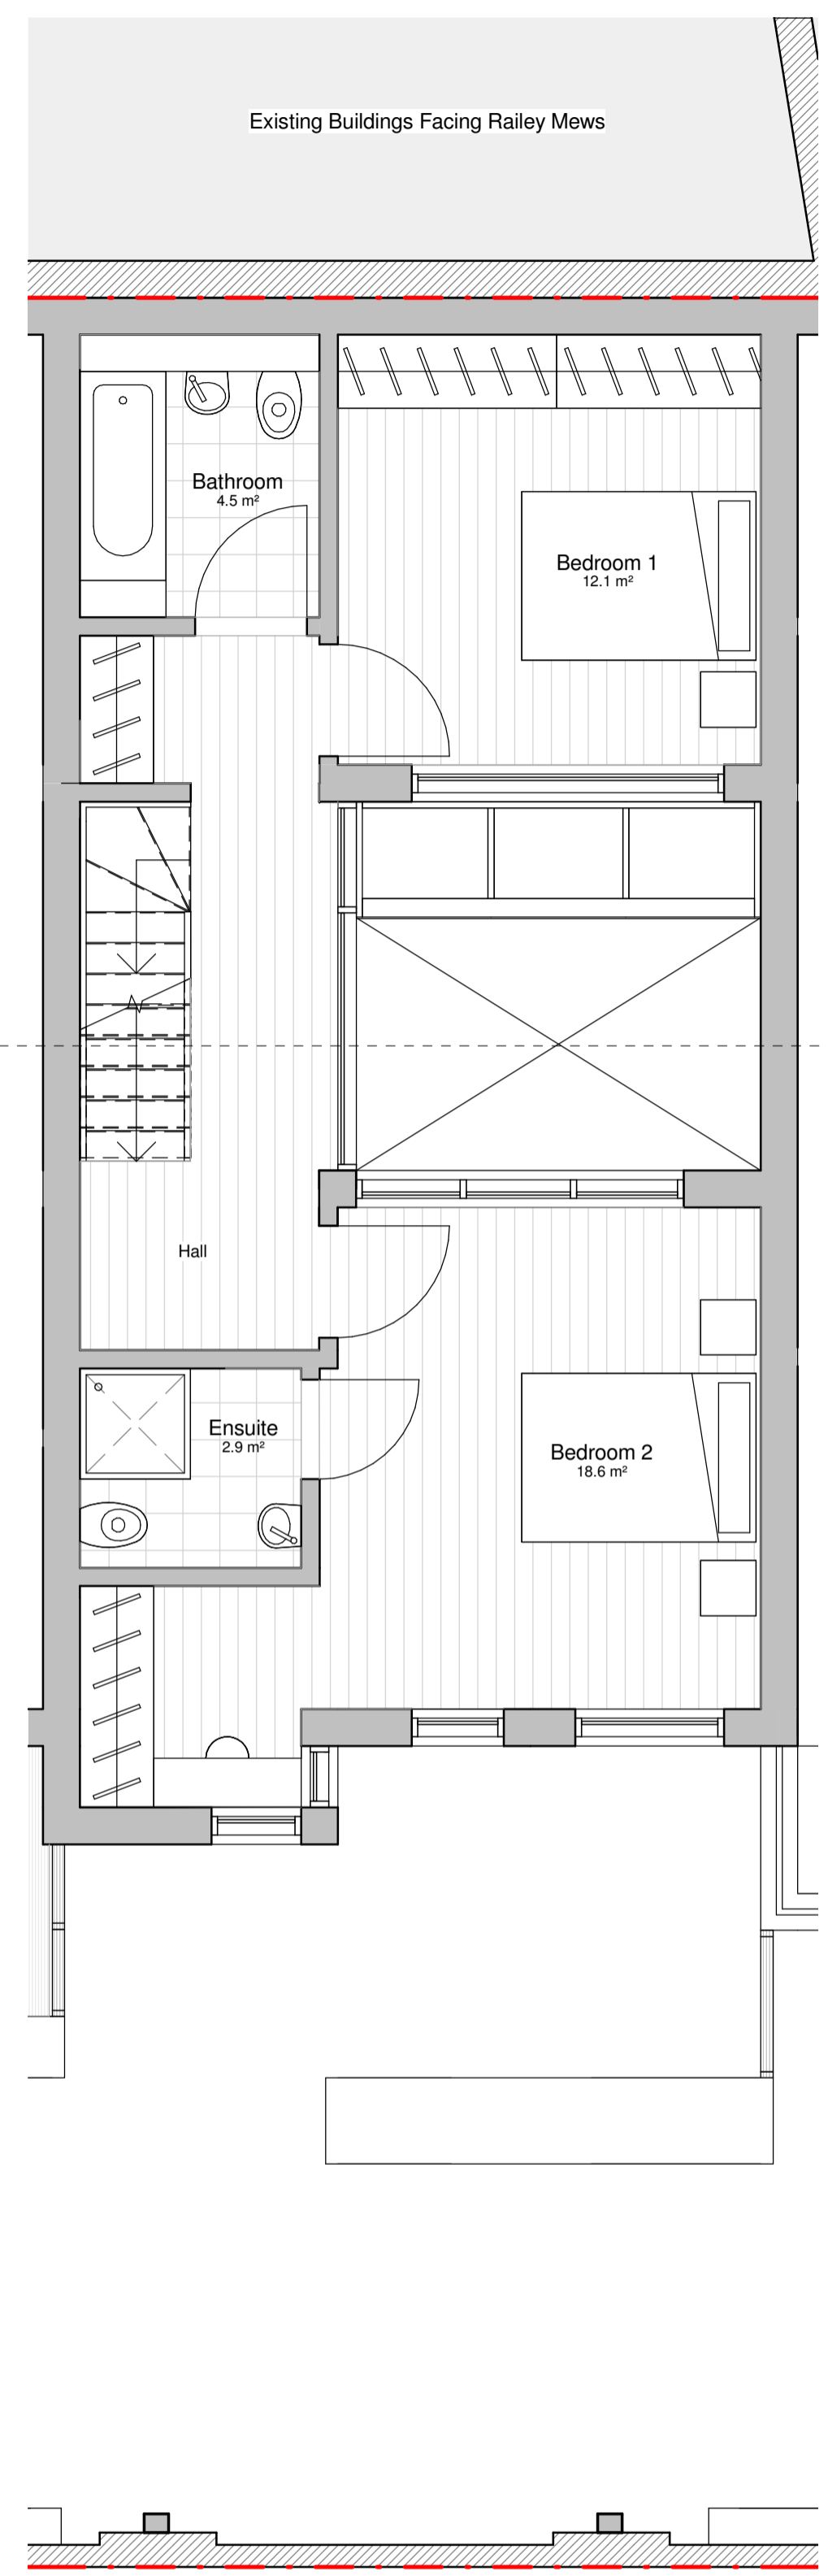 Existing Buildings Facing Railey Mews
Bathroom
4.5 m²
Bedroom 1
12.1 m²
Hall
Ensuite
2.9 m²
Bedroom 2
18.6 m²